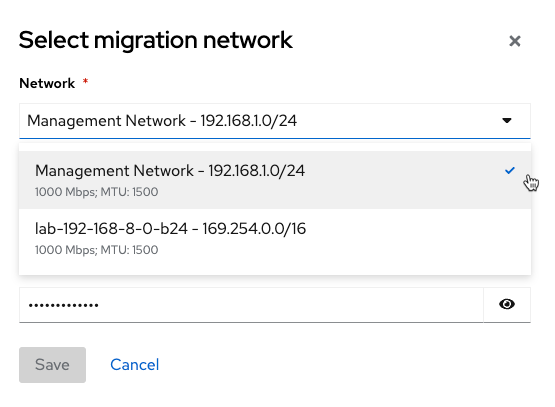 Select migration network
Network *
Management Network - 192.168.1.0/24
Management Network - 192.168.1.0/24
1000 Mbps; MTU: 1500
lab-192-168-8-0-b24 - 169.254.0.0/16
1000 Mbps; MTU: 1500
•••••••••••••
Save
Cancel